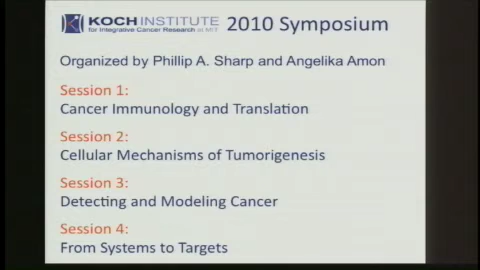 KOCH INSTITUTE 2010 Symposium
for Integrative Cancer Research at MIT
Organized by Phillip A. Sharp and Angelika Amon
Session 1:
Cancer Immunology and Translation
Session 2:
Cellular Mechanisms of Tumorigenesis
Session 3:
Detecting and Modeling Cancer
Session 4:
From Systems to Targets